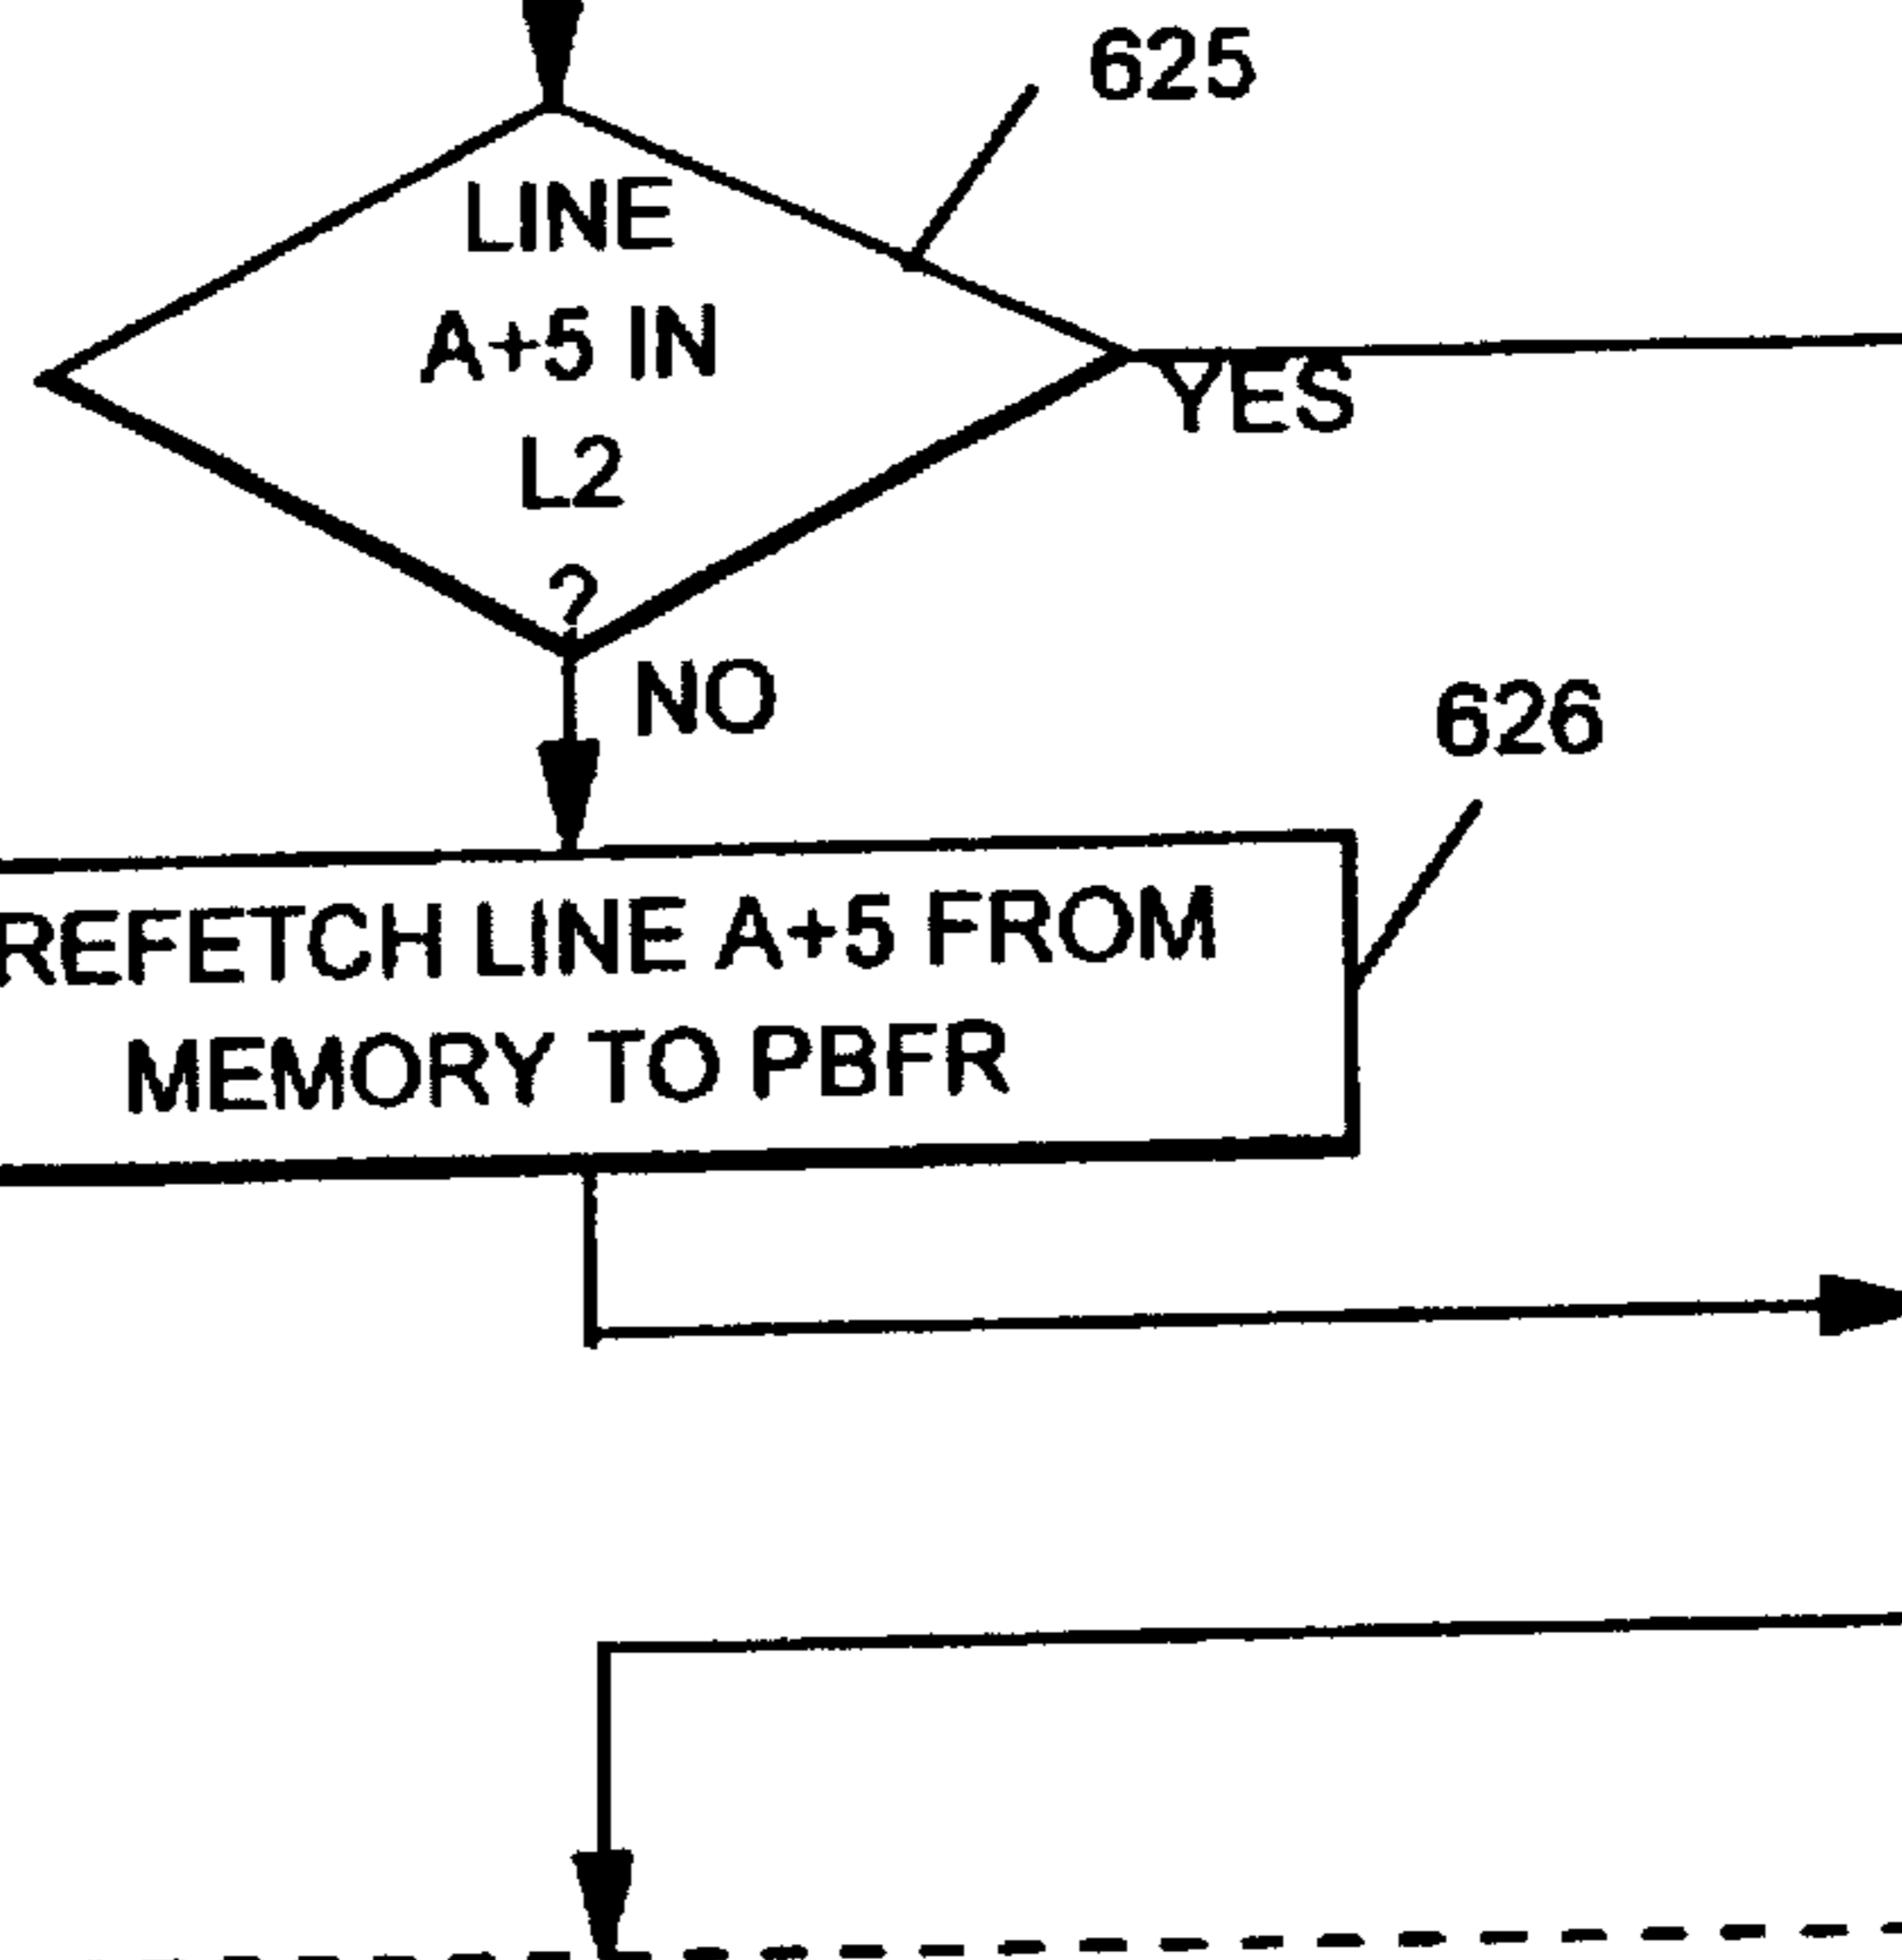 625
LINE
A+5 IN
L2
?
YES
NO
626
REFETCH LINE A+5 FROM
MEMORY TO PBFR